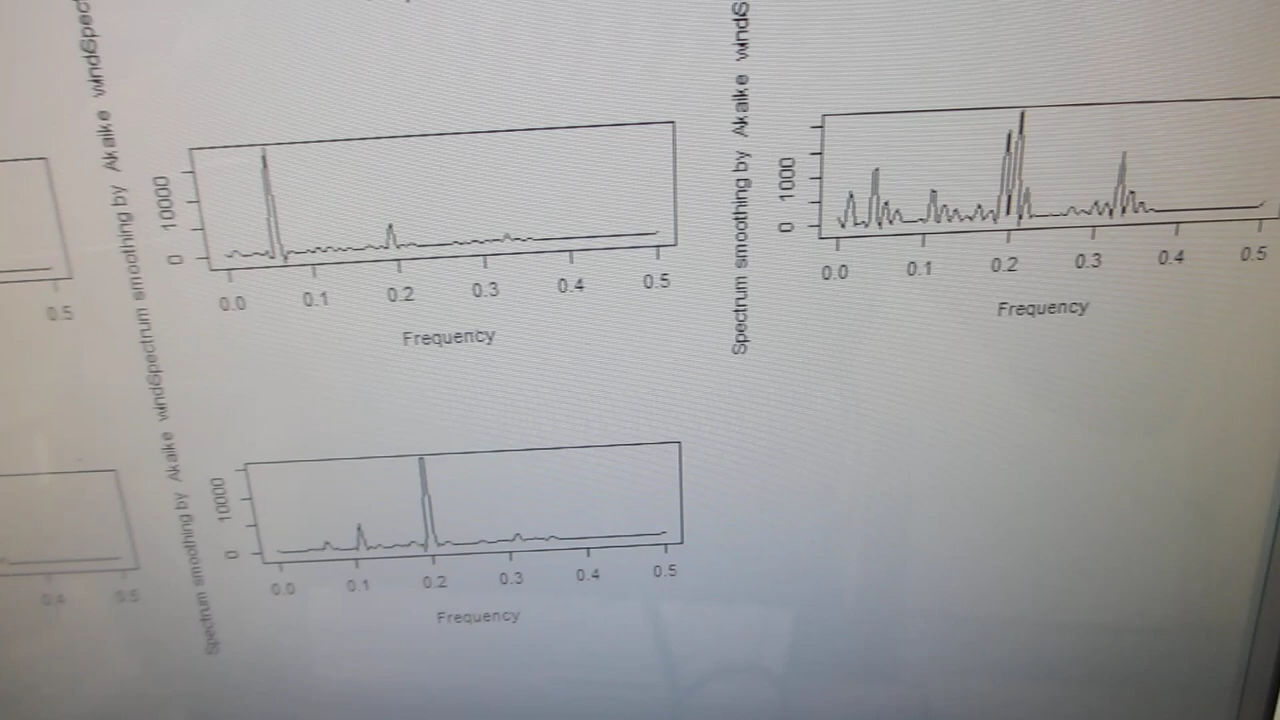 0.5
Spectrum smoothing by Akaike windSpec
10000
0
0.0 0.1 0.2 0.3 0.4 0.5
Frequency
Spectrum smoothing by Akaike windS
1000
0
0.0 0.1 0.2 0.3 0.4 0.5
Frequency
0.4 0.5
Spectrum smoothing by Akaike wind
10000
0
0.0 0.1 0.2 0.3 0.4 0.5
Frequency